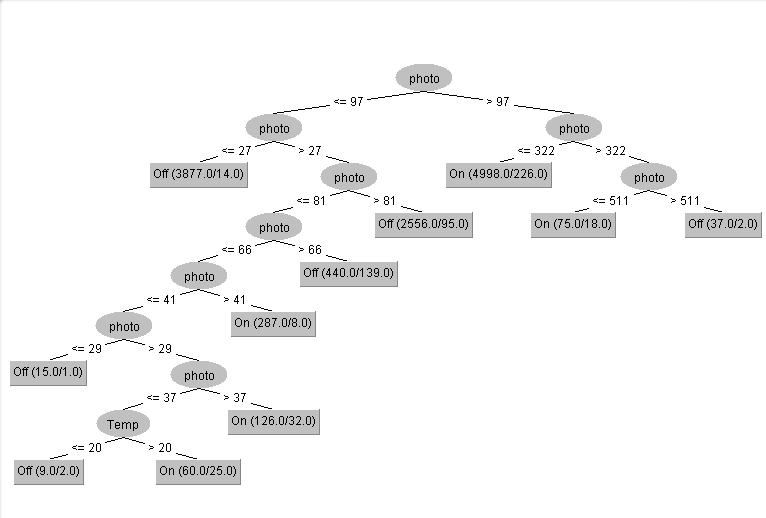 photo
<= 97 > 97
photo photo
<= 27 > 27 <= 322 > 322
Off (3877.0/14.0) photo On (4998.0/226.0) photo
<= 81 > 81 <= 511 > 511
photo Off (2556.0/95.0) On (75.0/18.0) Off (37.0/2.0)
<= 66 > 66
photo Off (440.0/139.0)
<= 41 > 41
photo On (287.0/8.0)
<= 29 > 29
Off (15.0/1.0) photo
<= 37 > 37
Temp On (126.0/32.0)
<= 20 > 20
Off (9.0/2.0) On (60.0/25.0)